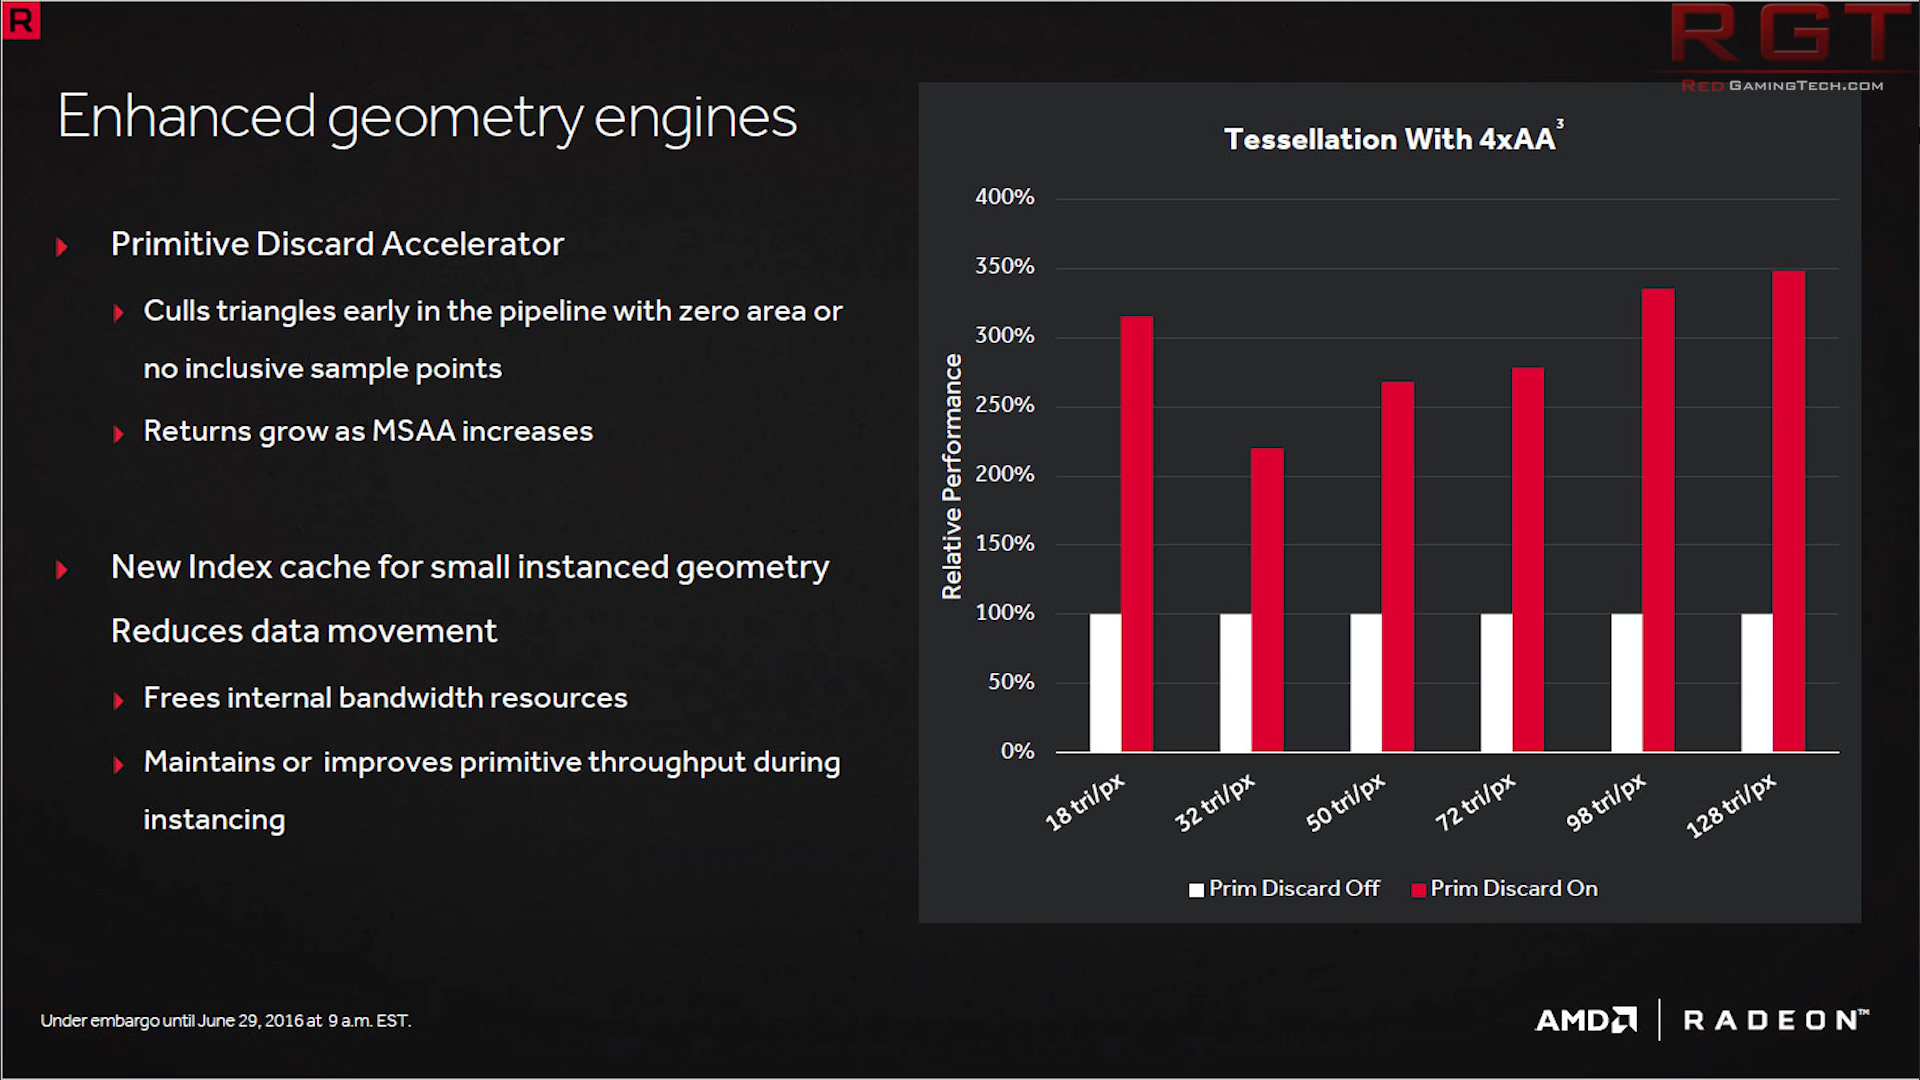 R
RGT
RED GAMINGTECH.COM
Enhanced geometry engines
Primitive Discard Accelerator
Culls triangles early in the pipeline with zero area or
no inclusive sample points
Returns grow as MSAA increases
New Index cache for small instanced geometry
Reduces data movement
Frees internal bandwidth resources
Maintains or improves primitive throughput during
instancing
Tessellation With 4xAA³
Relative Performance
400%
350%
300%
250%
200%
150%
100%
50%
0%
18 tri/px
32 tri/px
50 tri/px
72 tri/px
98 tri/px
128 tri/px
Prim Discard Off
Prim Discard On
Under embargo until June 29, 2016 at 9 a.m. EST.
AMD
RADEON™